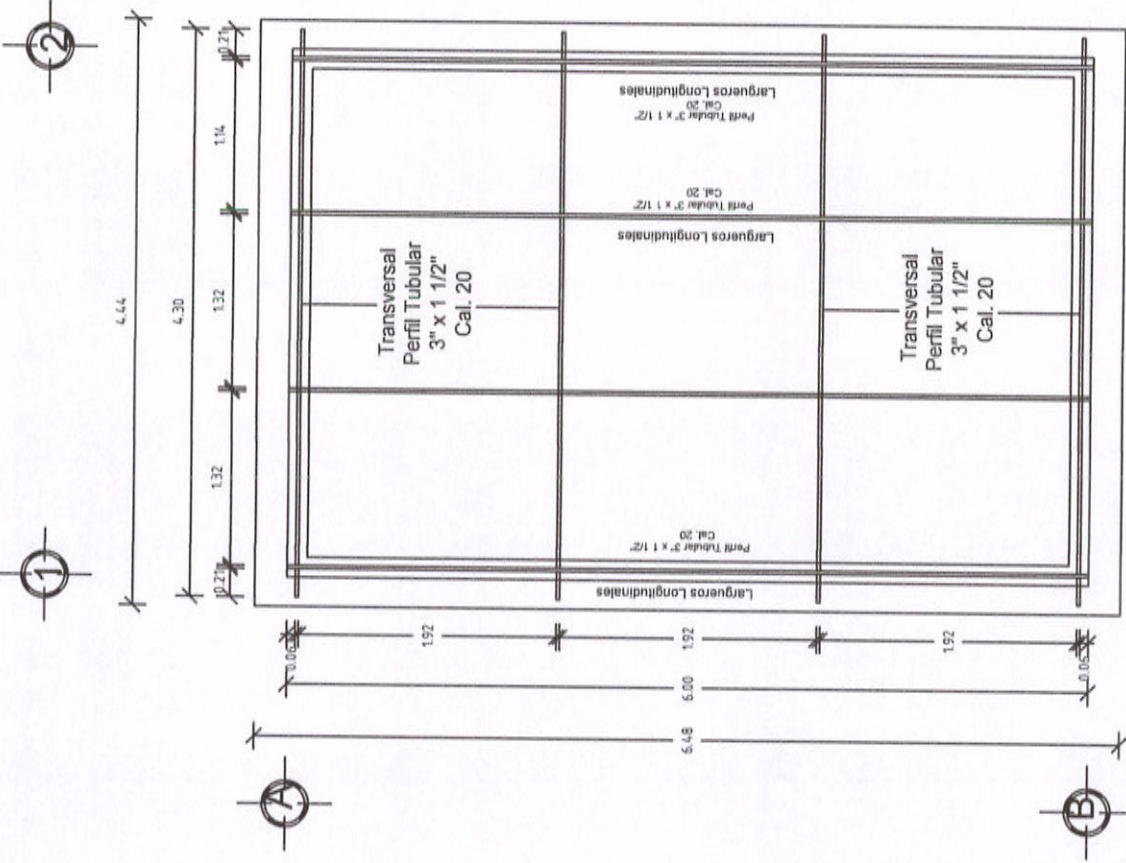 2
1
4.44
4.30
0.21
1.32
1.32
1.14
0.21
Largueros Longitudinales
Perfil Tubular 3" x 1 1/2"
Cal. 20
Perfil Tubular 3" x 1 1/2"
Cal. 20
Largueros Longitudinales
Transversal
Perfil Tubular
3" x 1 1/2"
Cal. 20
Transversal
Perfil Tubular
3" x 1 1/2"
Cal. 20
Perfil Tubular 3" x 1 1/2"
Cal. 20
Largueros Longitudinales
0.06
1.92
1.92
1.92
0.06
6.00
6.48
A
B